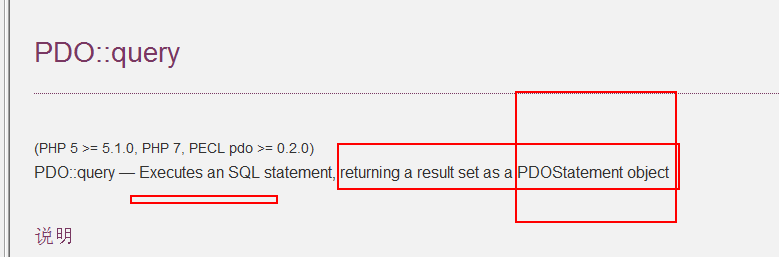 PDO::query
(PHP 5 >= 5.1.0, PHP 7, PECL pdo >= 0.2.0)
PDO::query — Executes an SQL statement, returning a result set as a PDOStatement object
说明